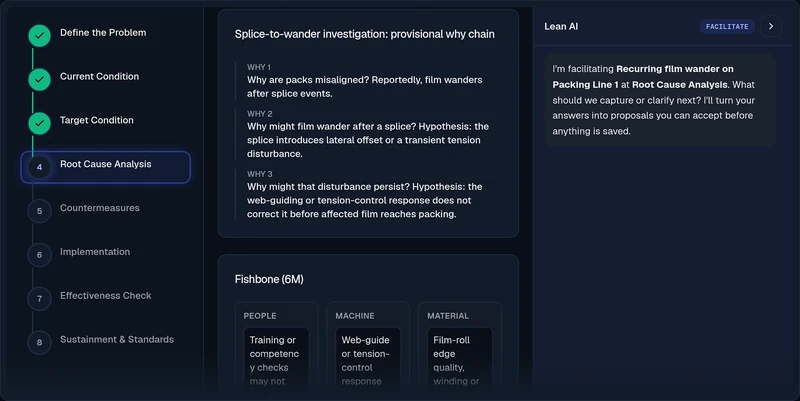 Define the Problem
Current Condition
Target Condition
4
Root Cause Analysis
5
Countermeasures
6
Implementation
7
Effectiveness Check
8
Sustainment & Standards
Splice-to-wander investigation: provisional why chain
WHY 1
Why are packs misaligned? Reportedly, film wanders
after splice events.
WHY 2
Why might film wander after a splice? Hypothesis: the
splice introduces lateral offset or a transient tension
disturbance.
WHY 3
Why might that disturbance persist? Hypothesis: the
web-guiding or tension-control response does not
correct it before affected film reaches packing.
Fishbone (6M)
PEOPLE
Training or
competenc
y checks
may not
MACHINE
Web-guide
or tension-
control
response
MATERIAL
Film-roll
edge
quality,
winding or
Lean AI
FACILITATE
I'm facilitating Recurring film wander on
Packing Line 1 at Root Cause Analysis. What
should we capture or clarify next? I'll turn your
answers into proposals you can accept before
anything is saved.